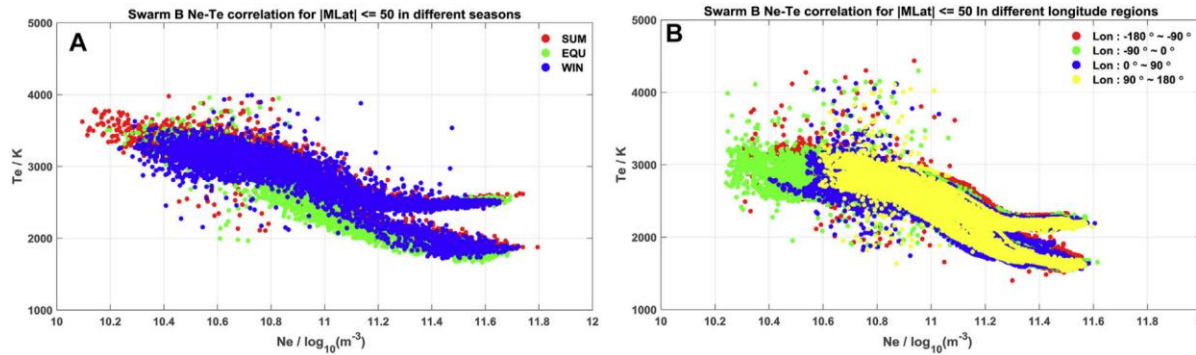 Swarm B Ne-Te correlation for |MLat| <= 50 in different seasons
A
SUM
EQU
WIN
5000
4000
3000
2000
1000
Te / K
10
10.2
10.4
10.6
10.8
11
11.2
11.4
11.6
11.8
12
Ne / log10(m-3)
Swarm B Ne-Te correlation for |MLat| <= 50 In different longitude regions
B
Lon : -180 ° ~ -90 °
Lon : -90 ° ~ 0 °
Lon : 0 ° ~ 90 °
Lon : 90 ° ~ 180 °
5000
4000
3000
2000
1000
Te / K
10
10.2
10.4
10.6
10.8
11
11.2
11.4
11.6
11.8
12
Ne / log10(m-3)